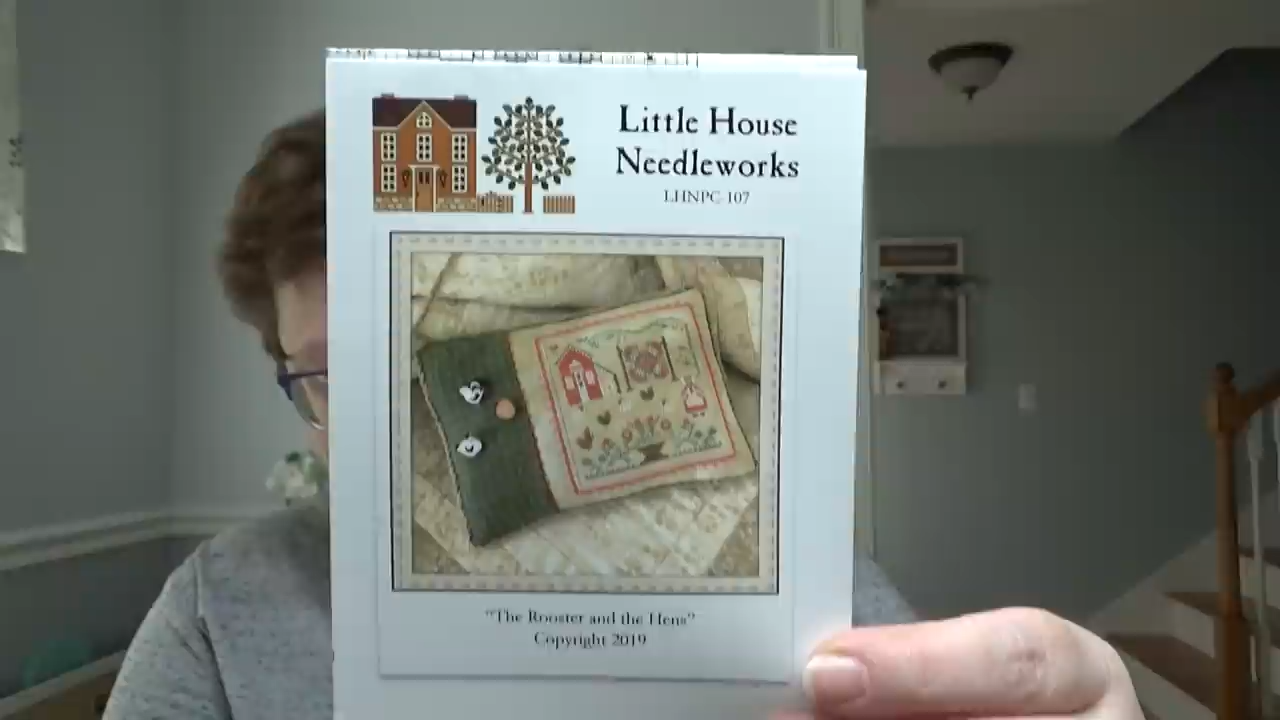 Little House
Needleworks
LHNPC-107
"The Rooster and the Hens"
Copyright 2019